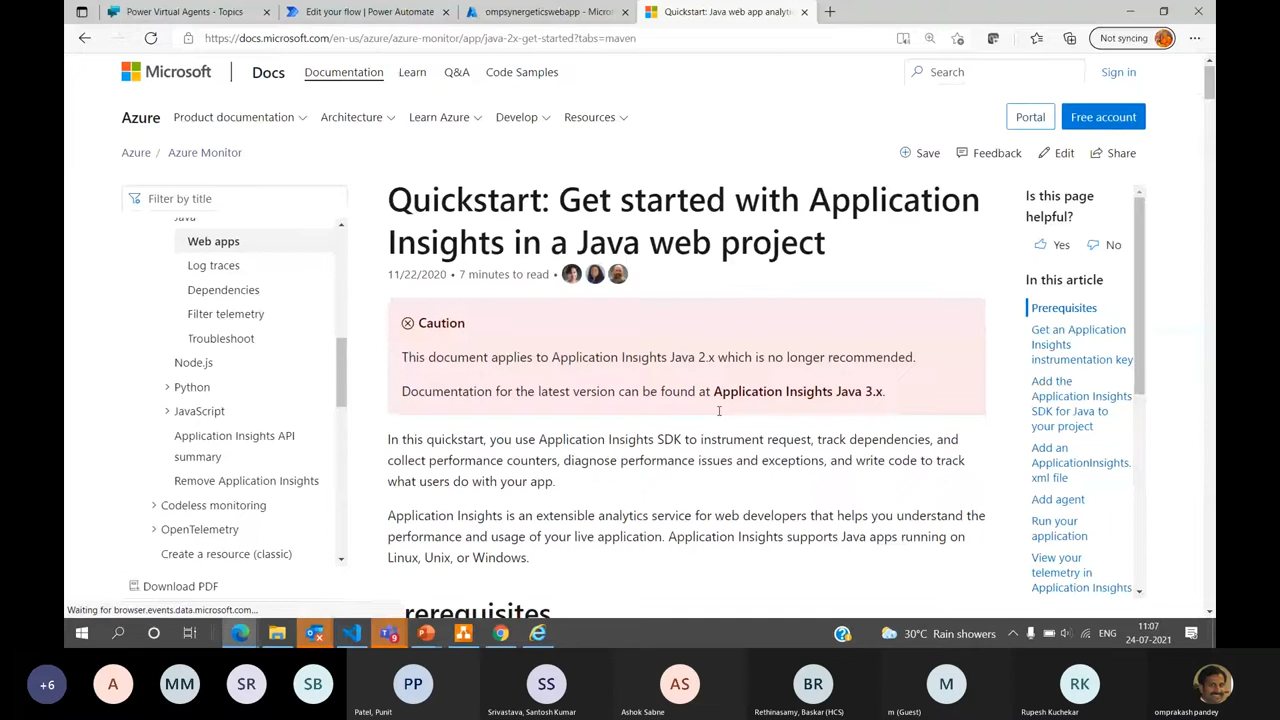 Power Virtual Agents - Topics
Edit your flow | Power Automate
ompsynergeticswebapp - Micros
Quickstart: Java web app analyti
https://docs.microsoft.com/en-us/azure/azure-monitor/app/java-2x-get-started?tabs=maven
Not syncing
Microsoft
Docs
Documentation
Learn
Q&A
Code Samples
Search
Sign in
Azure
Product documentation
Architecture
Learn Azure
Develop
Resources
Portal
Free account
Azure / Azure Monitor
Save
Feedback
Edit
Share
Filter by title
Java
Web apps
Log traces
Dependencies
Filter telemetry
Troubleshoot
Node.js
Python
JavaScript
Application Insights API
summary
Remove Application Insights
Codeless monitoring
OpenTelemetry
Create a resource (classic)
Download PDF
Quickstart: Get started with Application
Insights in a Java web project
11/22/2020 • 7 minutes to read •
Caution
This document applies to Application Insights Java 2.x which is no longer recommended.
Documentation for the latest version can be found at Application Insights Java 3.x.
In this quickstart, you use Application Insights SDK to instrument request, track dependencies, and
collect performance counters, diagnose performance issues and exceptions, and write code to track
what users do with your app.
Application Insights is an extensible analytics service for web developers that helps you understand the
performance and usage of your live application. Application Insights supports Java apps running on
Linux, Unix, or Windows.
Prerequisites
Is this page
helpful?
Yes
No
In this article
Prerequisites
Get an Application
Insights
instrumentation key
Add the
Application Insights
SDK for Java to
your project
Add an
ApplicationInsights.
xml file
Add agent
Run your
application
View your
telemetry in
Application Insights
Waiting for browser.events.data.microsoft.com...
30°C Rain showers
ENG
11:07
24-07-2021
+6
A
MM
SR
SB
PP
SS
AS
BR
M
RK
Patel, Punit
Srivastava, Santosh Kumar
Ashok Sabne
Rethinasamy, Baskar (HCS)
m (Guest)
Rupesh Kuchekar
omprakash pandey